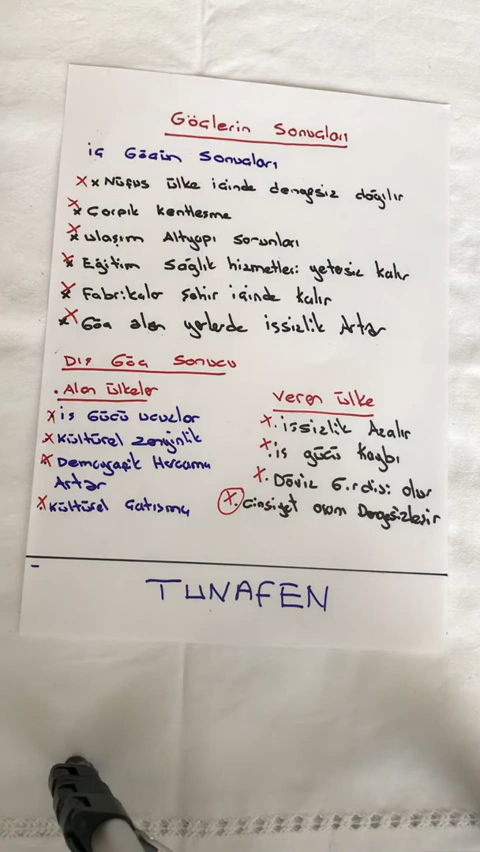 Göçlerin Sonuçları
iç Göçün Sonuçları
x x Nüfus ülke içinde dengesiz dağılır
x Çarpık kentleşme
x ulaşım Altyapı sorunları
x Eğitim Sağlık hizmetleri yetersiz kalır
x Fabrikalar şehir içinde kalır
x Göç alan yerlerde işsizlik Artar
Dış Göç Sonucu
. Alan ülkeler
x iş Gücü ucuzlar
x Kültürel zenginlik
x Demografik Harcama
Artar
x Kültürel Çatışma
Veren ülke
x. işsizlik Azalır
x. iş gücü kaybı
x. Döviz Girdisi olur
x. Cinsiyet oranı Dengesizleşir
TUNAFEN